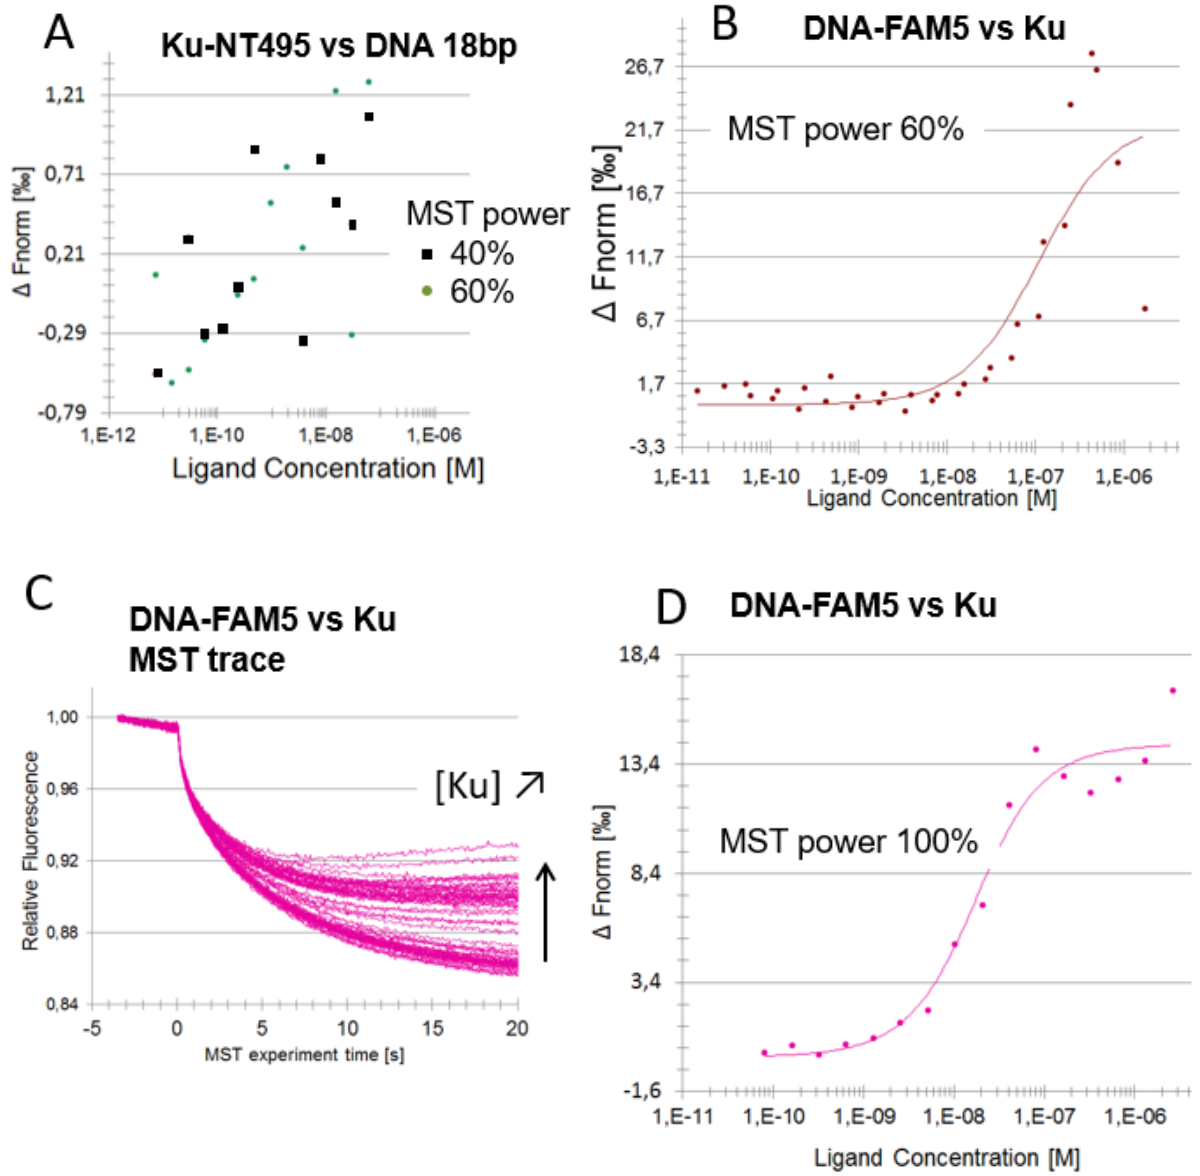 A
Ku-NT495 vs DNA 18bp
1,21
0,71
0,21
-0,29
-0,79
Δ Fnorm [‰]
MST power
40%
60%
1,E-12
1,E-10
1,E-08
1,E-06
Ligand Concentration [M]
B
DNA-FAM5 vs Ku
26,7
21,7
16,7
11,7
6,7
1,7
-3,3
Δ Fnorm [‰]
MST power 60%
1,E-11
1,E-10
1,E-09
1,E-08
1,E-07
1,E-06
Ligand Concentration [M]
C
DNA-FAM5 vs Ku
MST trace
1,00
0,96
0,92
0,88
0,84
Relative Fluorescence
[Ku] ↗
-5
0
5
10
15
20
MST experiment time [s]
D
DNA-FAM5 vs Ku
18,4
13,4
8,4
3,4
-1,6
Δ Fnorm [‰]
MST power 100%
1,E-11
1,E-10
1,E-09
1,E-08
1,E-07
1,E-06
Ligand Concentration [M]